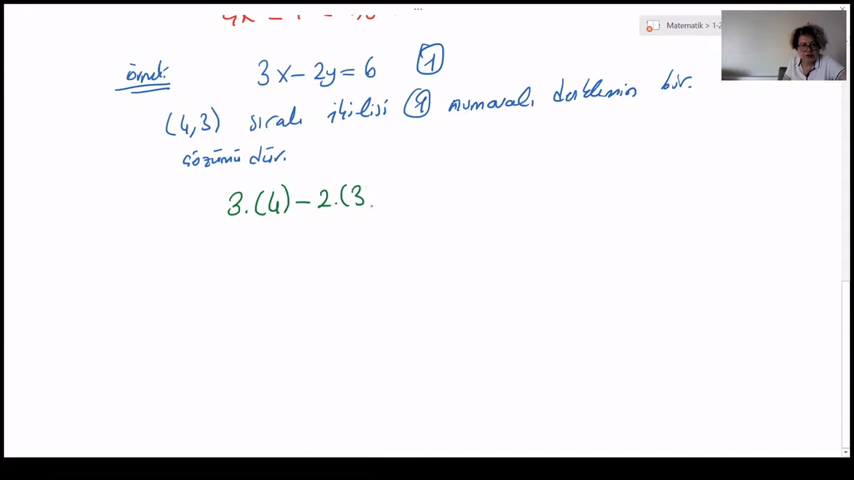 Matematik > 1-2
örnek: 3x - 2y = 6 ①
(4,3) sıralı ikilisi ① numaralı denklemin bir
çözümüdür.
3.(4) - 2.(3